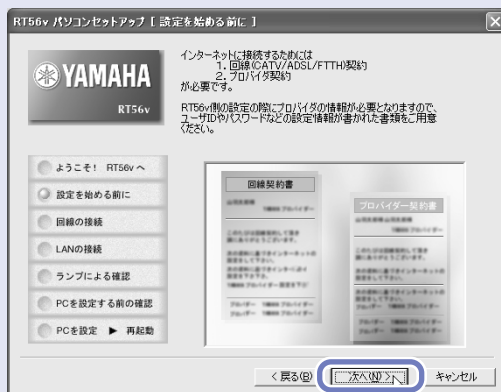 RT56v パソコンセットアップ [ 設定を始める前に ]
YAMAHA
RT56v
インターネットに接続するためには
1. 回線(CATV/ADSL/FTTH)契約
2. プロバイダ契約
が必要です。
RT56v側の設定の際にプロバイダの情報が必要となりますので、
ユーザIDやパスワードなどの設定情報が書かれた書類をご用意
ください。
ようこそ! RT56v へ
設定を始める前に
回線の接続
LANの接続
ランプによる確認
PCを設定する前の確認
PCを設定 ▶ 再起動
回線契約書
プロバイダー契約書
< 戻る(B)
次へ(N) >
キャンセル